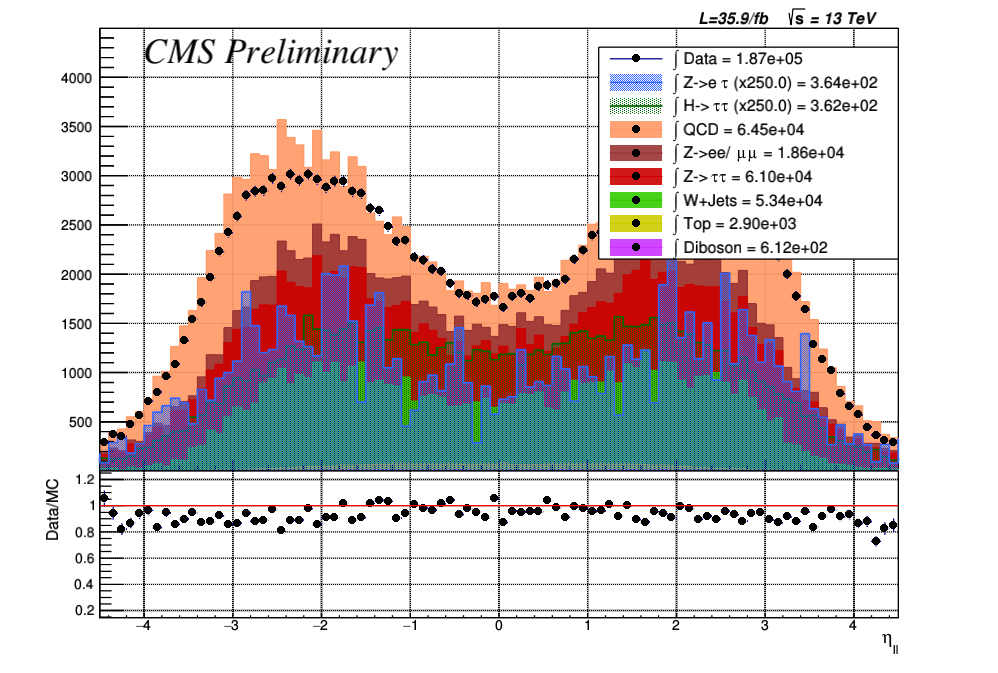 L=35.9/fb √s = 13 TeV
CMS Preliminary
∫ Data = 1.87e+05
∫ Z->e τ (x250.0) = 3.64e+02
∫ H-> ττ (x250.0) = 3.62e+02
∫ QCD = 6.45e+04
∫ Z->ee/ μμ = 1.86e+04
∫ Z-> ττ = 6.10e+04
∫ W+Jets = 5.34e+04
∫ Top = 2.90e+03
∫ Diboson = 6.12e+02
4000
3500
3000
2500
2000
1500
1000
500
Data/MC
1.2
1
0.8
0.6
0.4
0.2
−4 −3 −2 −1 0 1 2 3 4
η_ll